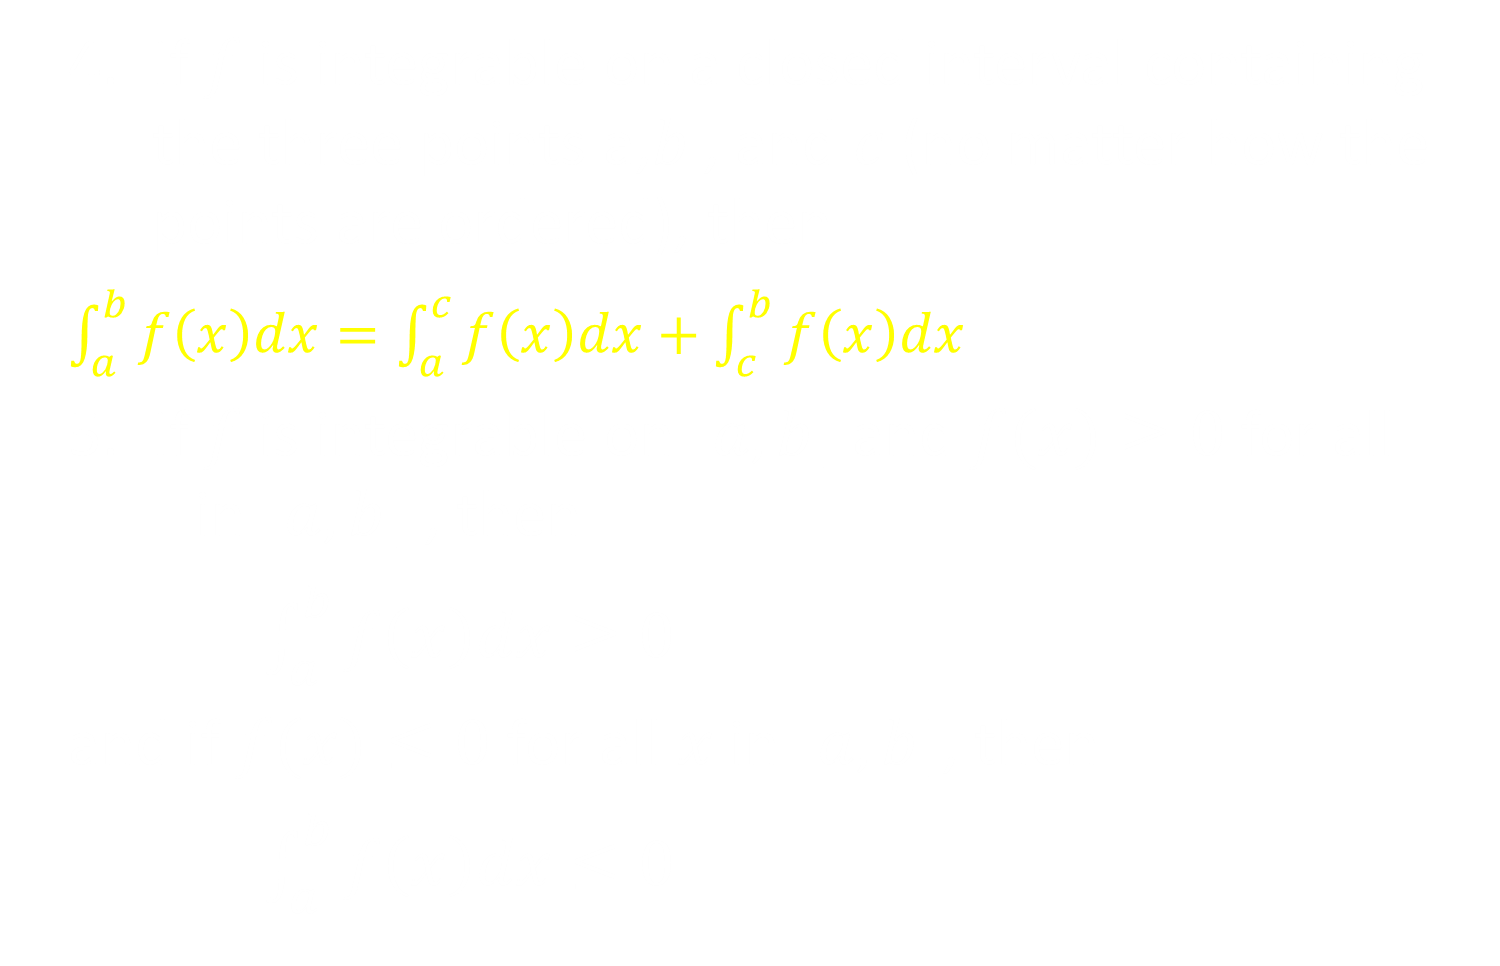 ∫_a^b f(x)dx = ∫_a^c f(x)dx + ∫_c^b f(x)dx